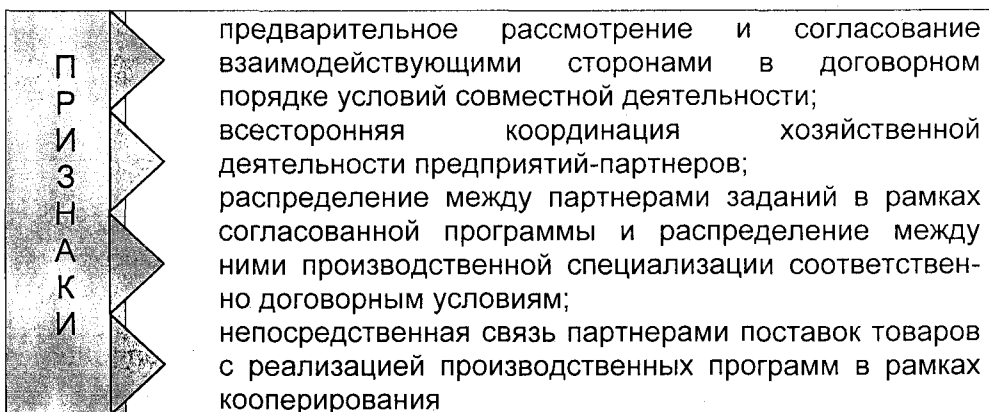 ПРИЗНАКИ
предварительное рассмотрение и согласование
взаимодействующими сторонами в договорном
порядке условий совместной деятельности;
всесторонняя координация хозяйственной
деятельности предприятий-партнеров;
распределение между партнерами заданий в рамках
согласованной программы и распределение между
ними производственной специализации соответствен-
но договорным условиям;
непосредственная связь партнерами поставок товаров
с реализацией производственных программ в рамках
кооперирования